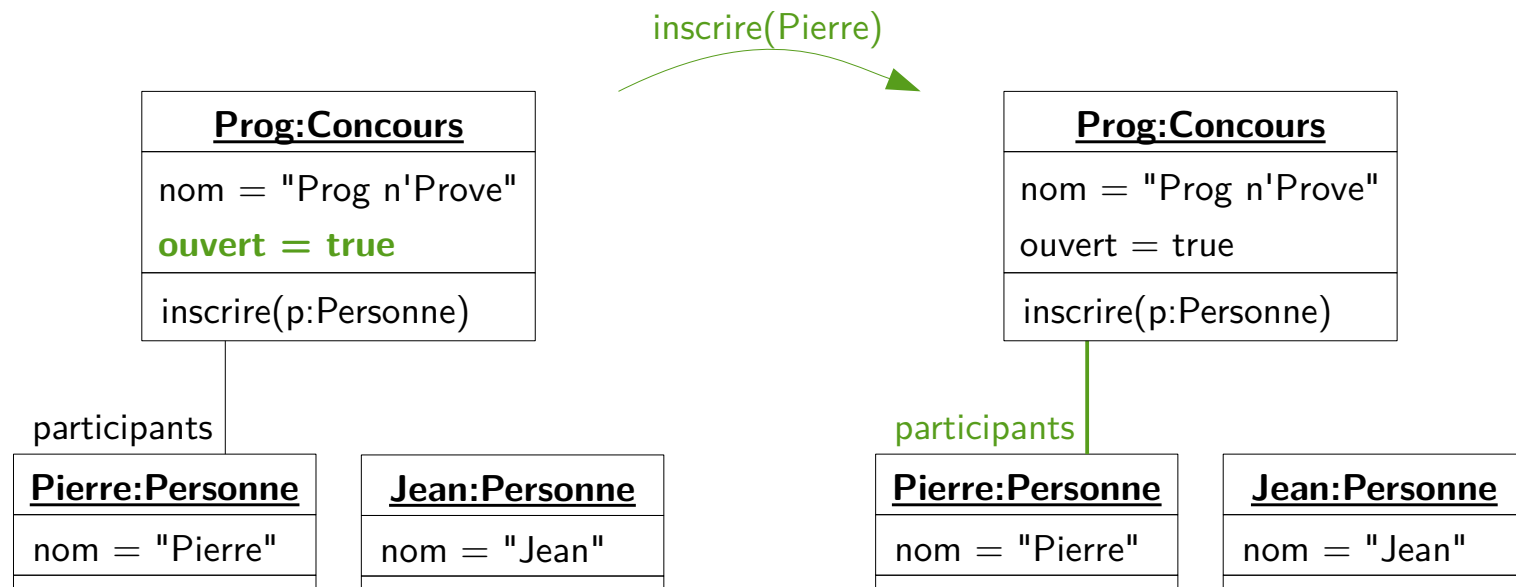 inscrire(Pierre)
Prog:Concours
nom = "Prog n'Prove"
ouvert = true
inscrire(p:Personne)
participants
Pierre:Personne
nom = "Pierre"
Jean:Personne
nom = "Jean"
Prog:Concours
nom = "Prog n'Prove"
ouvert = true
inscrire(p:Personne)
participants
Pierre:Personne
nom = "Pierre"
Jean:Personne
nom = "Jean"